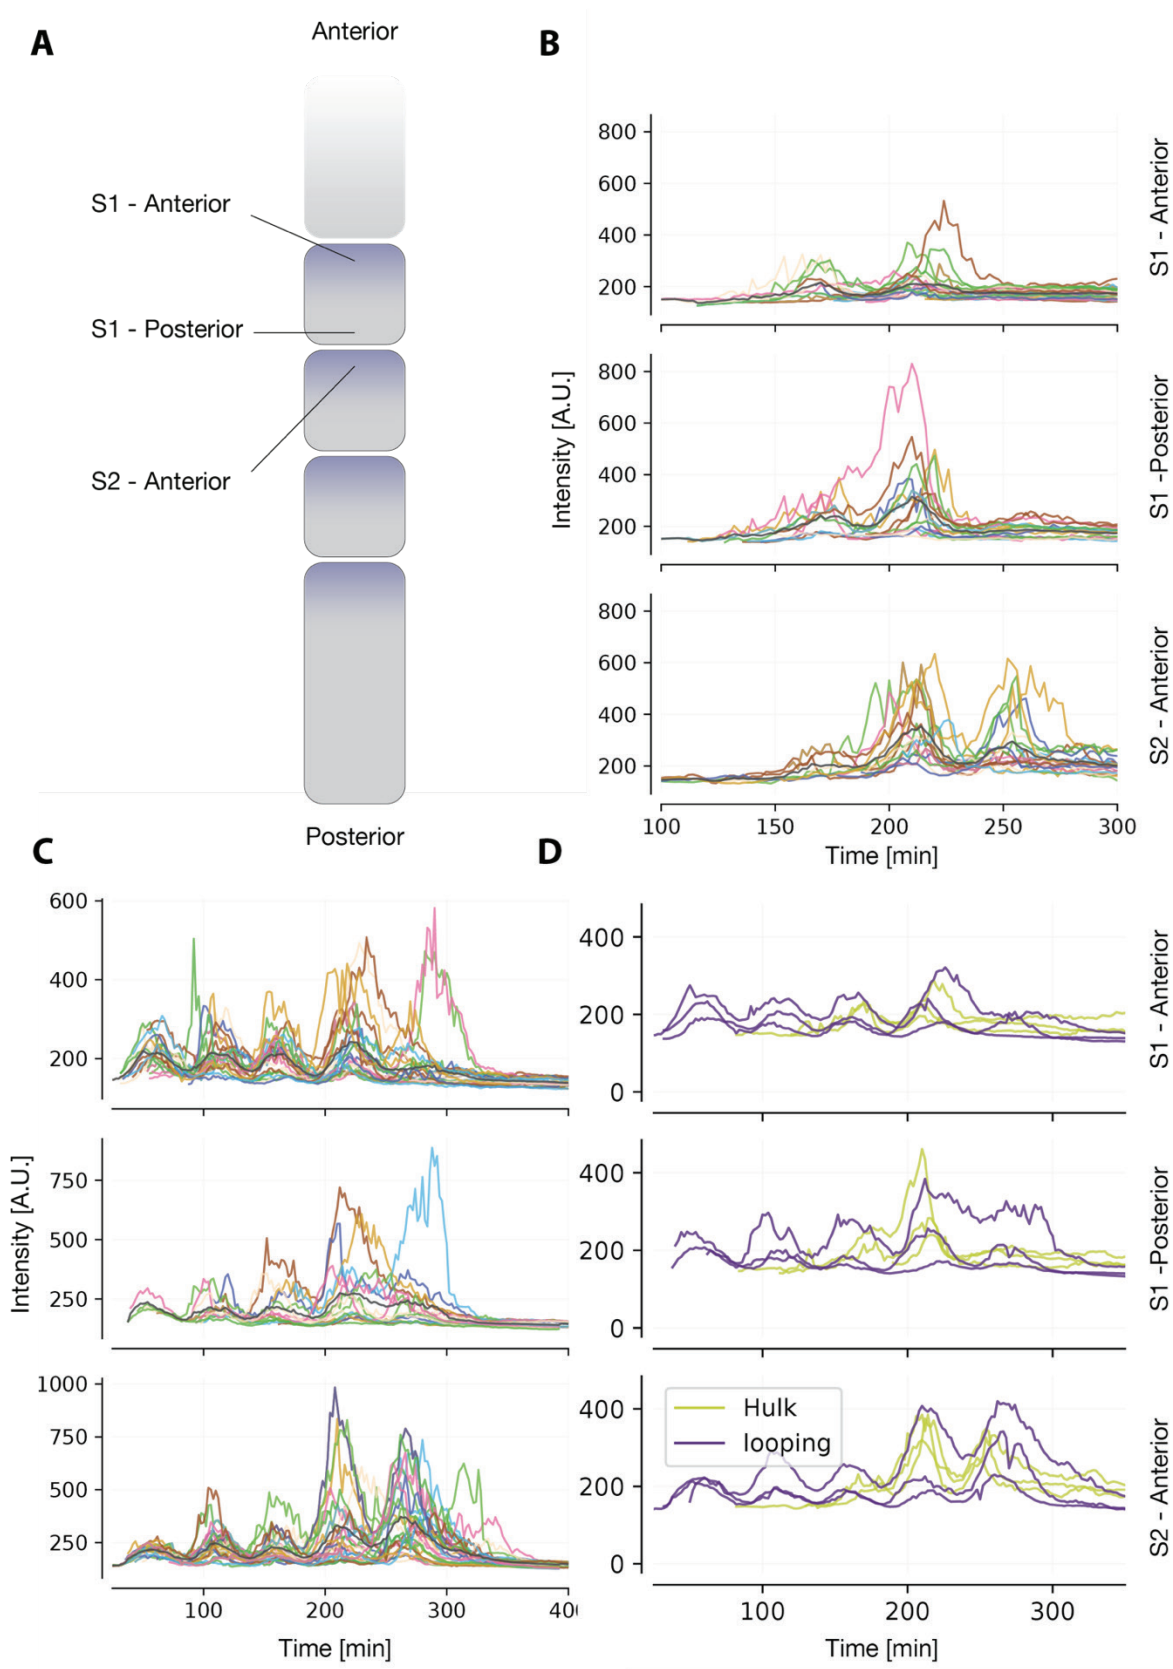 A
Anterior
S1 - Anterior
S1 - Posterior
S2 - Anterior
Posterior
B
800
600
400
200
S1 - Anterior
800
600
400
200
S1 -Posterior
Intensity [A.U.]
800
600
400
200
S2 - Anterior
100 150 200 250 300
Time [min]
C
600
400
200
750
500
250
Intensity [A.U.]
1000
750
500
250
100 200 300 40
Time [min]
D
400
200
0
S1 - Anterior
400
200
0
S1 -Posterior
Hulk
looping
400
200
0
S2 - Anterior
100 200 300
Time [min]